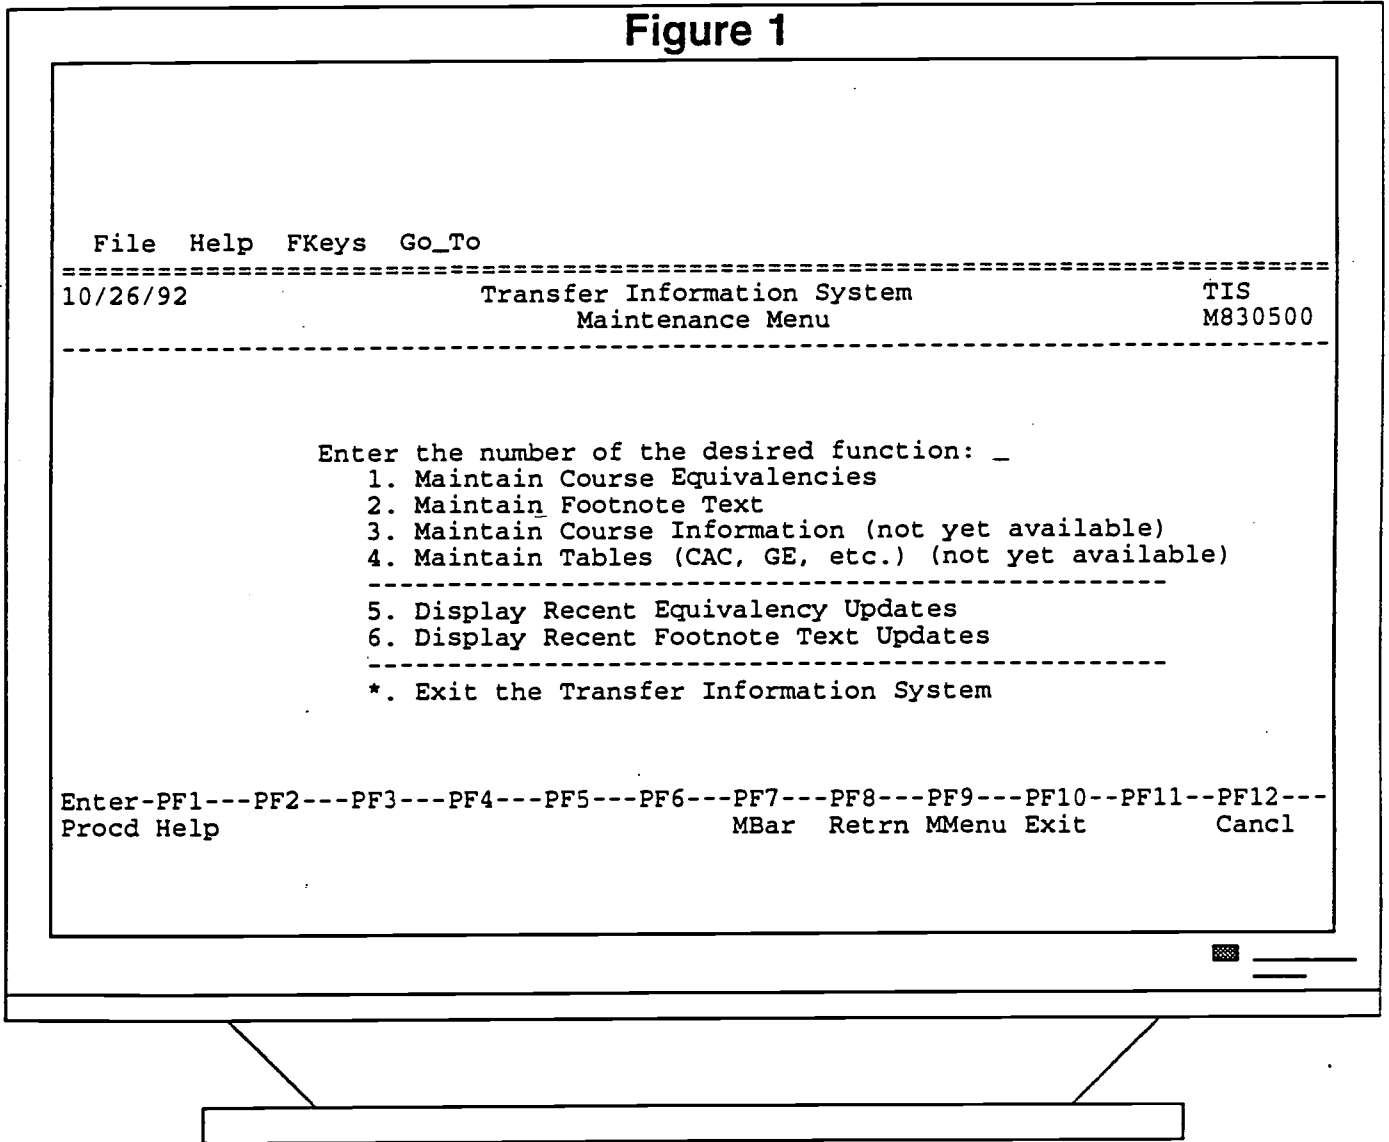 Figure 1
File Help FKeys Go_To
================================================================================
10/26/92 Transfer Information System TIS
Maintenance Menu M830500
--------------------------------------------------------------------------------
Enter the number of the desired function: _
1. Maintain Course Equivalencies
2. Maintain Footnote Text
3. Maintain Course Information (not yet available)
4. Maintain Tables (CAC, GE, etc.) (not yet available)
--------------------------------------------------
5. Display Recent Equivalency Updates
6. Display Recent Footnote Text Updates
--------------------------------------------------
*. Exit the Transfer Information System
Enter-PF1---PF2---PF3---PF4---PF5---PF6---PF7---PF8---PF9---PF10--PF11--PF12---
Procd Help MBar Retrn MMenu Exit Cancl